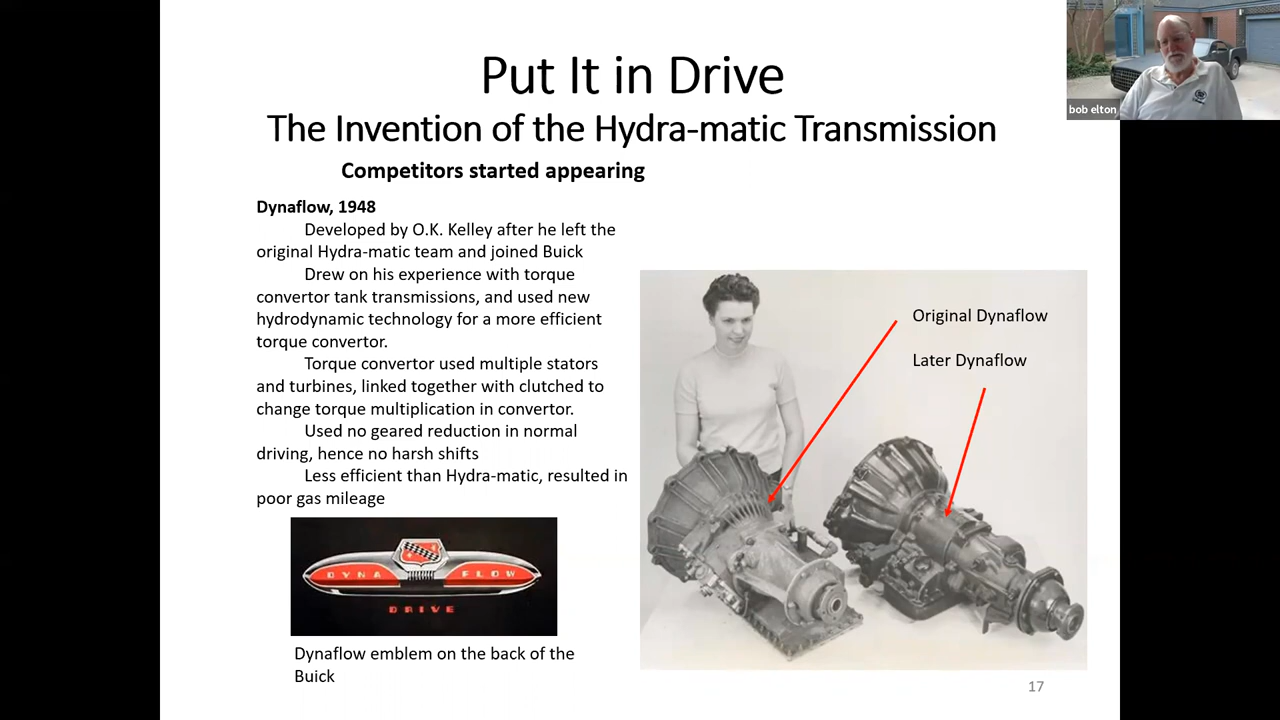 Put It in Drive
The Invention of the Hydra-matic Transmission
Competitors started appearing
Dynaflow, 1948
Developed by O.K. Kelley after he left the
original Hydra-matic team and joined Buick
Drew on his experience with torque
convertor tank transmissions, and used new
hydrodynamic technology for a more efficient
torque convertor.
Torque convertor used multiple stators
and turbines, linked together with clutched to
change torque multiplication in convertor.
Used no geared reduction in normal
driving, hence no harsh shifts
Less efficient than Hydra-matic, resulted in
poor gas mileage
DYNA FLOW
DRIVE
Dynaflow emblem on the back of the
Buick
Original Dynaflow
Later Dynaflow
17
bob elton